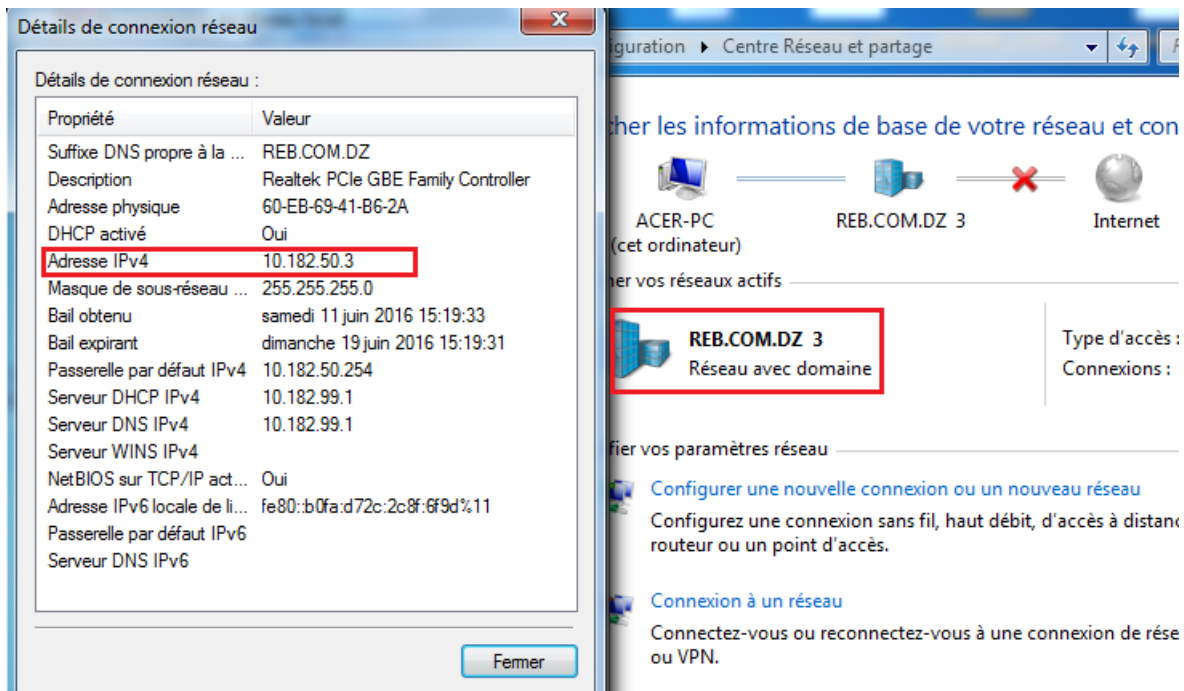 Détails de connexion réseau
Détails de connexion réseau :
Propriété Valeur
Suffixe DNS propre à la ... REB.COM.DZ
Description Realtek PCIe GBE Family Controller
Adresse physique 60-EB-69-41-B6-2A
DHCP activé Oui
Adresse IPv4 10.182.50.3
Masque de sous-réseau ... 255.255.255.0
Bail obtenu samedi 11 juin 2016 15:19:33
Bail expirant dimanche 19 juin 2016 15:19:31
Passerelle par défaut IPv4 10.182.50.254
Serveur DHCP IPv4 10.182.99.1
Serveur DNS IPv4 10.182.99.1
Serveur WINS IPv4
NetBIOS sur TCP/IP act... Oui
Adresse IPv6 locale de li... fe80::b0fa:d72c:2c8f:6f9d%11
Passerelle par défaut IPv6
Serveur DNS IPv6
Fermer
iguration Centre Réseau et partage
cher les informations de base de votre réseau et con
ACER-PC REB.COM.DZ 3 Internet
(cet ordinateur)
her vos réseaux actifs
REB.COM.DZ 3 Type d'accès :
Réseau avec domaine Connexions :
fier vos paramètres réseau
Configurer une nouvelle connexion ou un nouveau réseau
Configurez une connexion sans fil, haut débit, d'accès à distanc
routeur ou un point d'accès.
Connexion à un réseau
Connectez-vous ou reconnectez-vous à une connexion de rése
ou VPN.